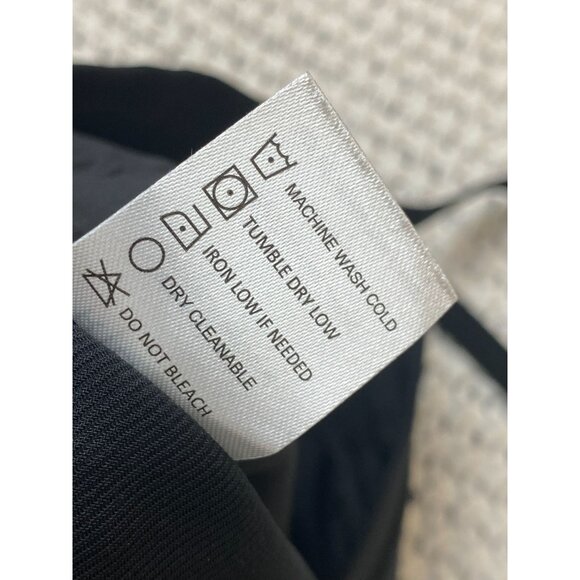 MACHINE WASH COLD
TUMBLE DRY LOW
IRON LOW IF NEEDED
DRY CLEANABLE
DO NOT BLEACH